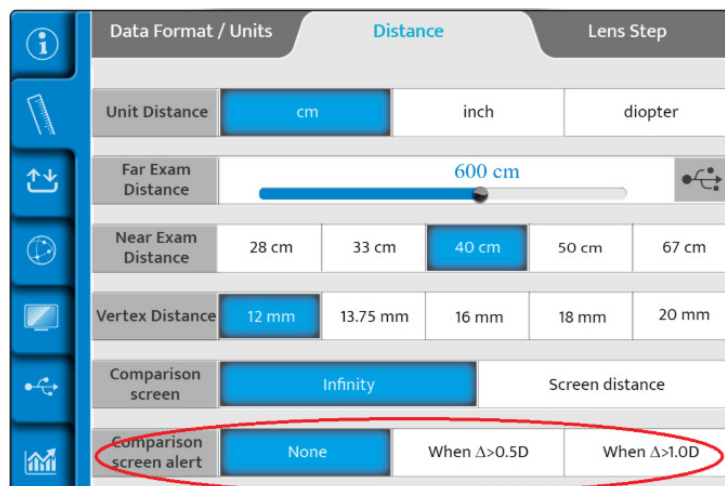 Data Format / Units Distance Lens Step
Unit Distance cm inch diopter
Far Exam
Distance
600 cm
Near Exam
Distance
28 cm 33 cm 40 cm 50 cm 67 cm
Vertex Distance 12 mm 13.75 mm 16 mm 18 mm 20 mm
Comparison
screen
Infinity Screen distance
Comparison
screen alert
None When Δ>0.5D When Δ>1.0D